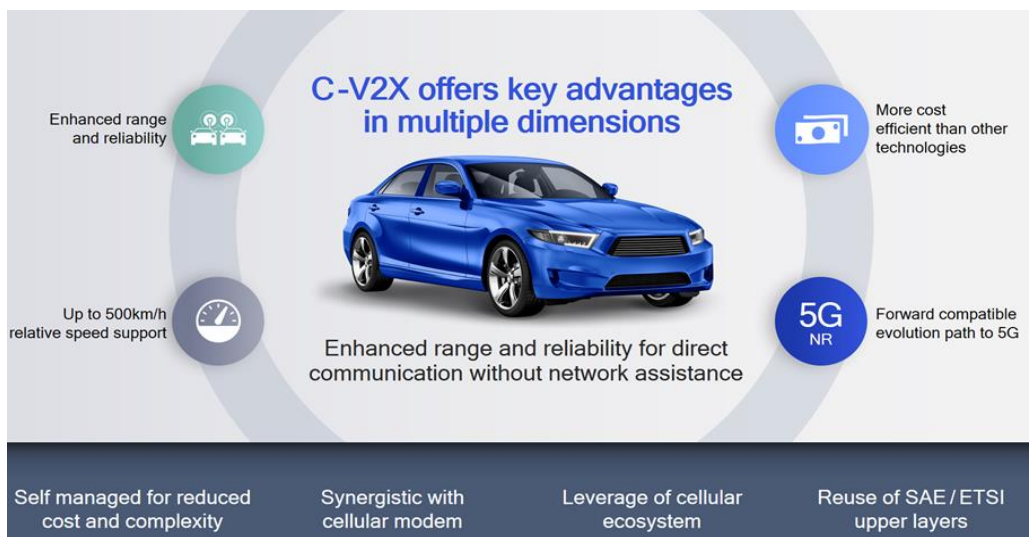 C-V2X offers key advantages
in multiple dimensions
Enhanced range
and reliability
More cost
efficient than other
technologies
Up to 500km/h
relative speed support
5G
NR
Forward compatible
evolution path to 5G
Enhanced range and reliability for direct
communication without network assistance
Self managed for reduced
cost and complexity
Synergistic with
cellular modem
Leverage of cellular
ecosystem
Reuse of SAE / ETSI
upper layers